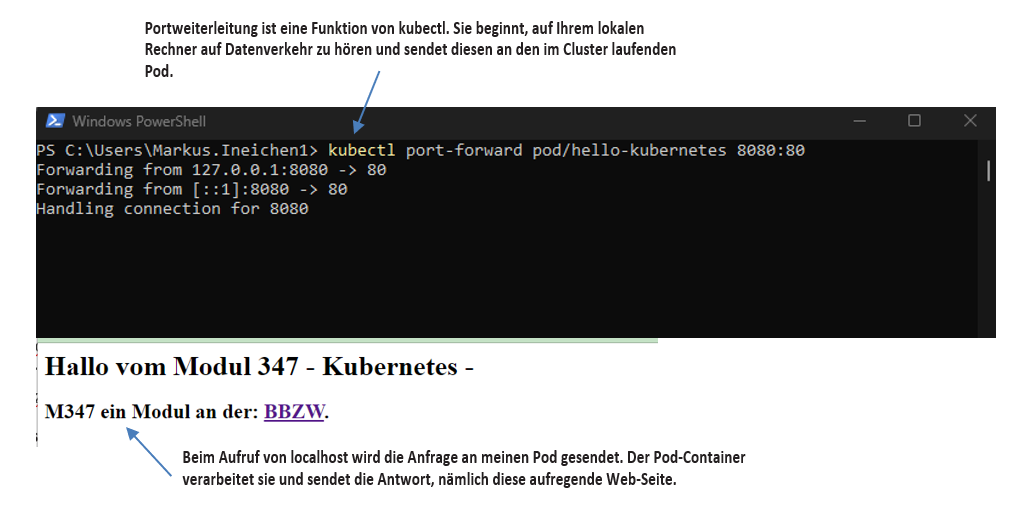 Portweiterleitung ist eine Funktion von kubectl. Sie beginnt, auf Ihrem lokalen
Rechner auf Datenverkehr zu hören und sendet diesen an den im Cluster laufenden
Pod.
Windows PowerShell
PS C:\Users\Markus.Ineichen1> kubectl port-forward pod/hello-kubernetes 8080:80
Forwarding from 127.0.0.1:8080 -> 80
Forwarding from [::1]:8080 -> 80
Handling connection for 8080
Hallo vom Modul 347 - Kubernetes -
M347 ein Modul an der: BBZW.
Beim Aufruf von localhost wird die Anfrage an meinen Pod gesendet. Der Pod-Container
verarbeitet sie und sendet die Antwort, nämlich diese aufregende Web-Seite.